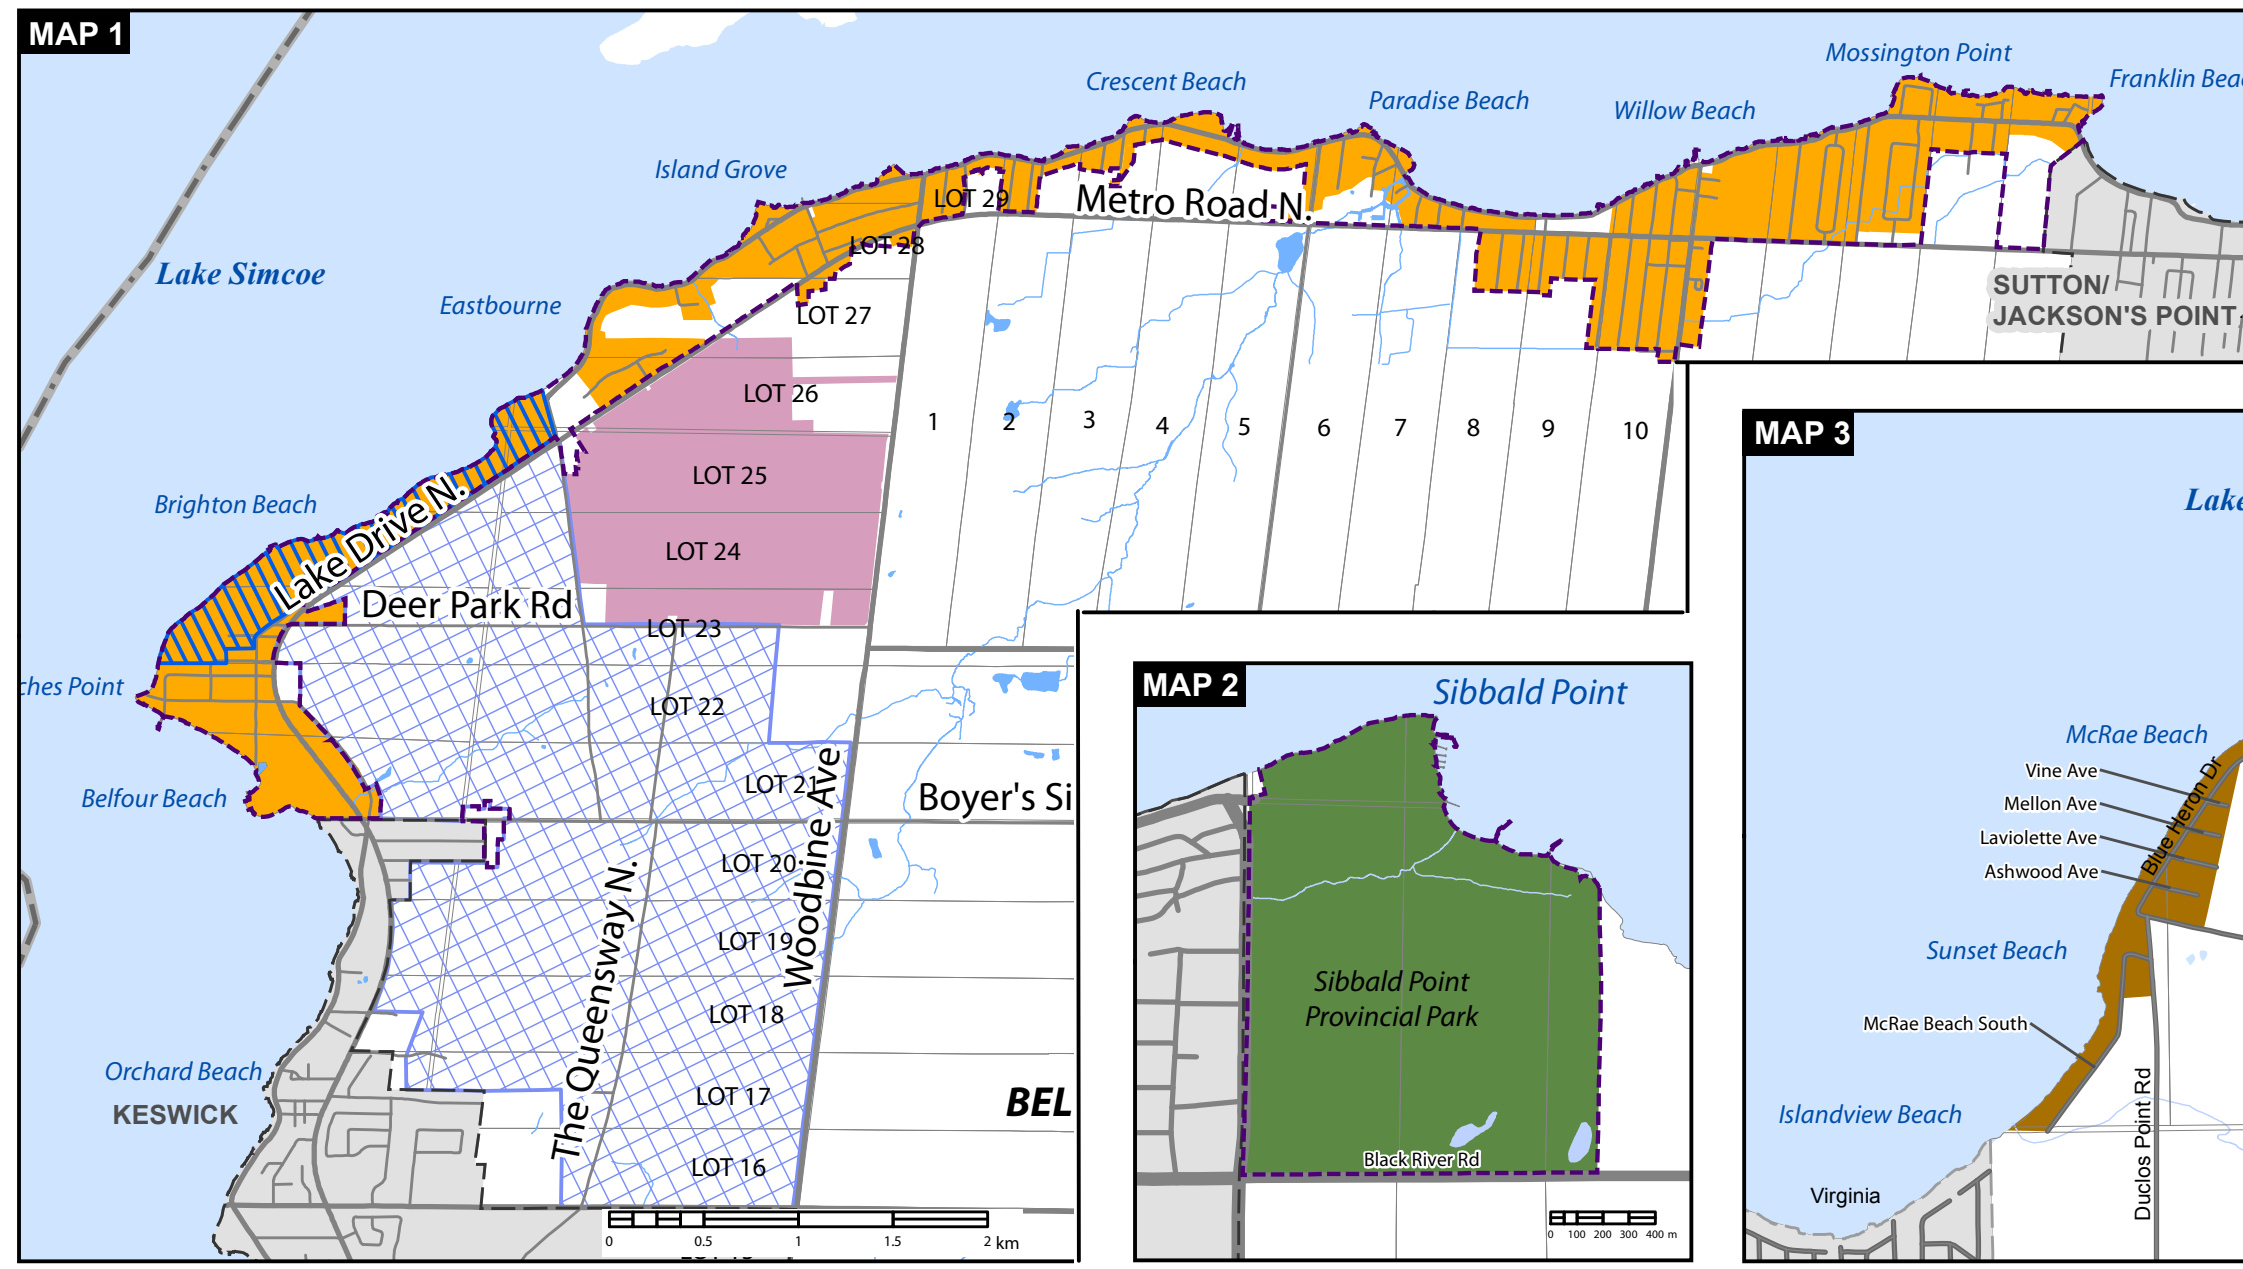 MAP 1
Mossington Point
Franklin Bea
Crescent Beach
Paradise Beach
Willow Beach
Island Grove
LOT 29
Metro Road N.
LOT 28
Lake Simcoe
Eastbourne
LOT 27
SUTTON/
JACKSON'S POINT
LOT 26
1
2
3
4
5
6
7
8
9
10
LOT 25
Lake Drive N.
Brighton Beach
LOT 24
Deer Park Rd
LOT 23
ches Point
LOT 22
LOT 21
Belfour Beach
Boyer's Si
Woodbine Ave
LOT 20
The Queensway N.
LOT 19
LOT 18
Orchard Beach
KESWICK
LOT 17
BEL
LOT 16
0
0.5
1
1.5
2 km
MAP 2
Sibbald Point
Sibbald Point
Provincial Park
Black River Rd
0 100 200 300 400 m
MAP 3
Lake
McRae Beach
Vine Ave
Mellon Ave
Laviolette Ave
Ashwood Ave
Blue Heron Dr
Sunset Beach
McRae Beach South
Islandview Beach
Duclos Point Rd
Virginia